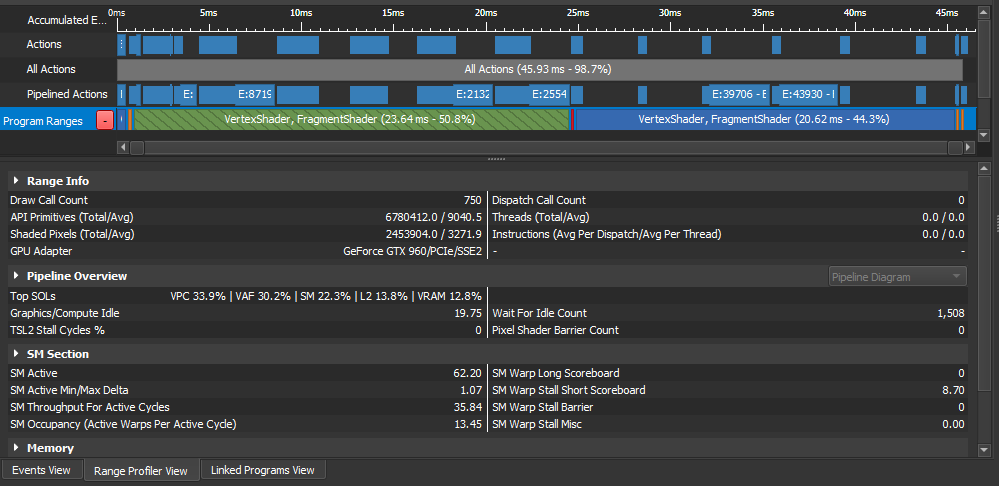 Accumulated E... 0ms 5ms 10ms 15ms 20ms 25ms 30ms 35ms 40ms 45ms
Actions
All Actions All Actions (45.93 ms - 98.7%)
Pipelined Actions E: E:8719 E:2132 E:2554 E:39706 - E E:43930 -
Program Ranges - VertexShader, FragmentShader (23.64 ms - 50.8%) VertexShader, FragmentShader (20.62 ms - 44.3%)
Range Info
Draw Call Count 750 Dispatch Call Count 0
API Primitives (Total/Avg) 6780412.0 / 9040.5 Threads (Total/Avg) 0.0 / 0.0
Shaded Pixels (Total/Avg) 2453904.0 / 3271.9 Instructions (Avg Per Dispatch/Avg Per Thread) 0.0 / 0.0
GPU Adapter GeForce GTX 960/PCIe/SSE2 - -
Pipeline Overview Pipeline Diagram
Top SOLs VPC 33.9% | VAF 30.2% | SM 22.3% | L2 13.8% | VRAM 12.8%
Graphics/Compute Idle 19.75 Wait For Idle Count 1,508
TSL2 Stall Cycles % 0 Pixel Shader Barrier Count 0
SM Section
SM Active 62.20 SM Warp Long Scoreboard 0
SM Active Min/Max Delta 1.07 SM Warp Stall Short Scoreboard 8.70
SM Throughput For Active Cycles 35.84 SM Warp Stall Barrier 0
SM Occupancy (Active Warps Per Active Cycle) 13.45 SM Warp Stall Misc 0.00
Memory
Events View Range Profiler View Linked Programs View